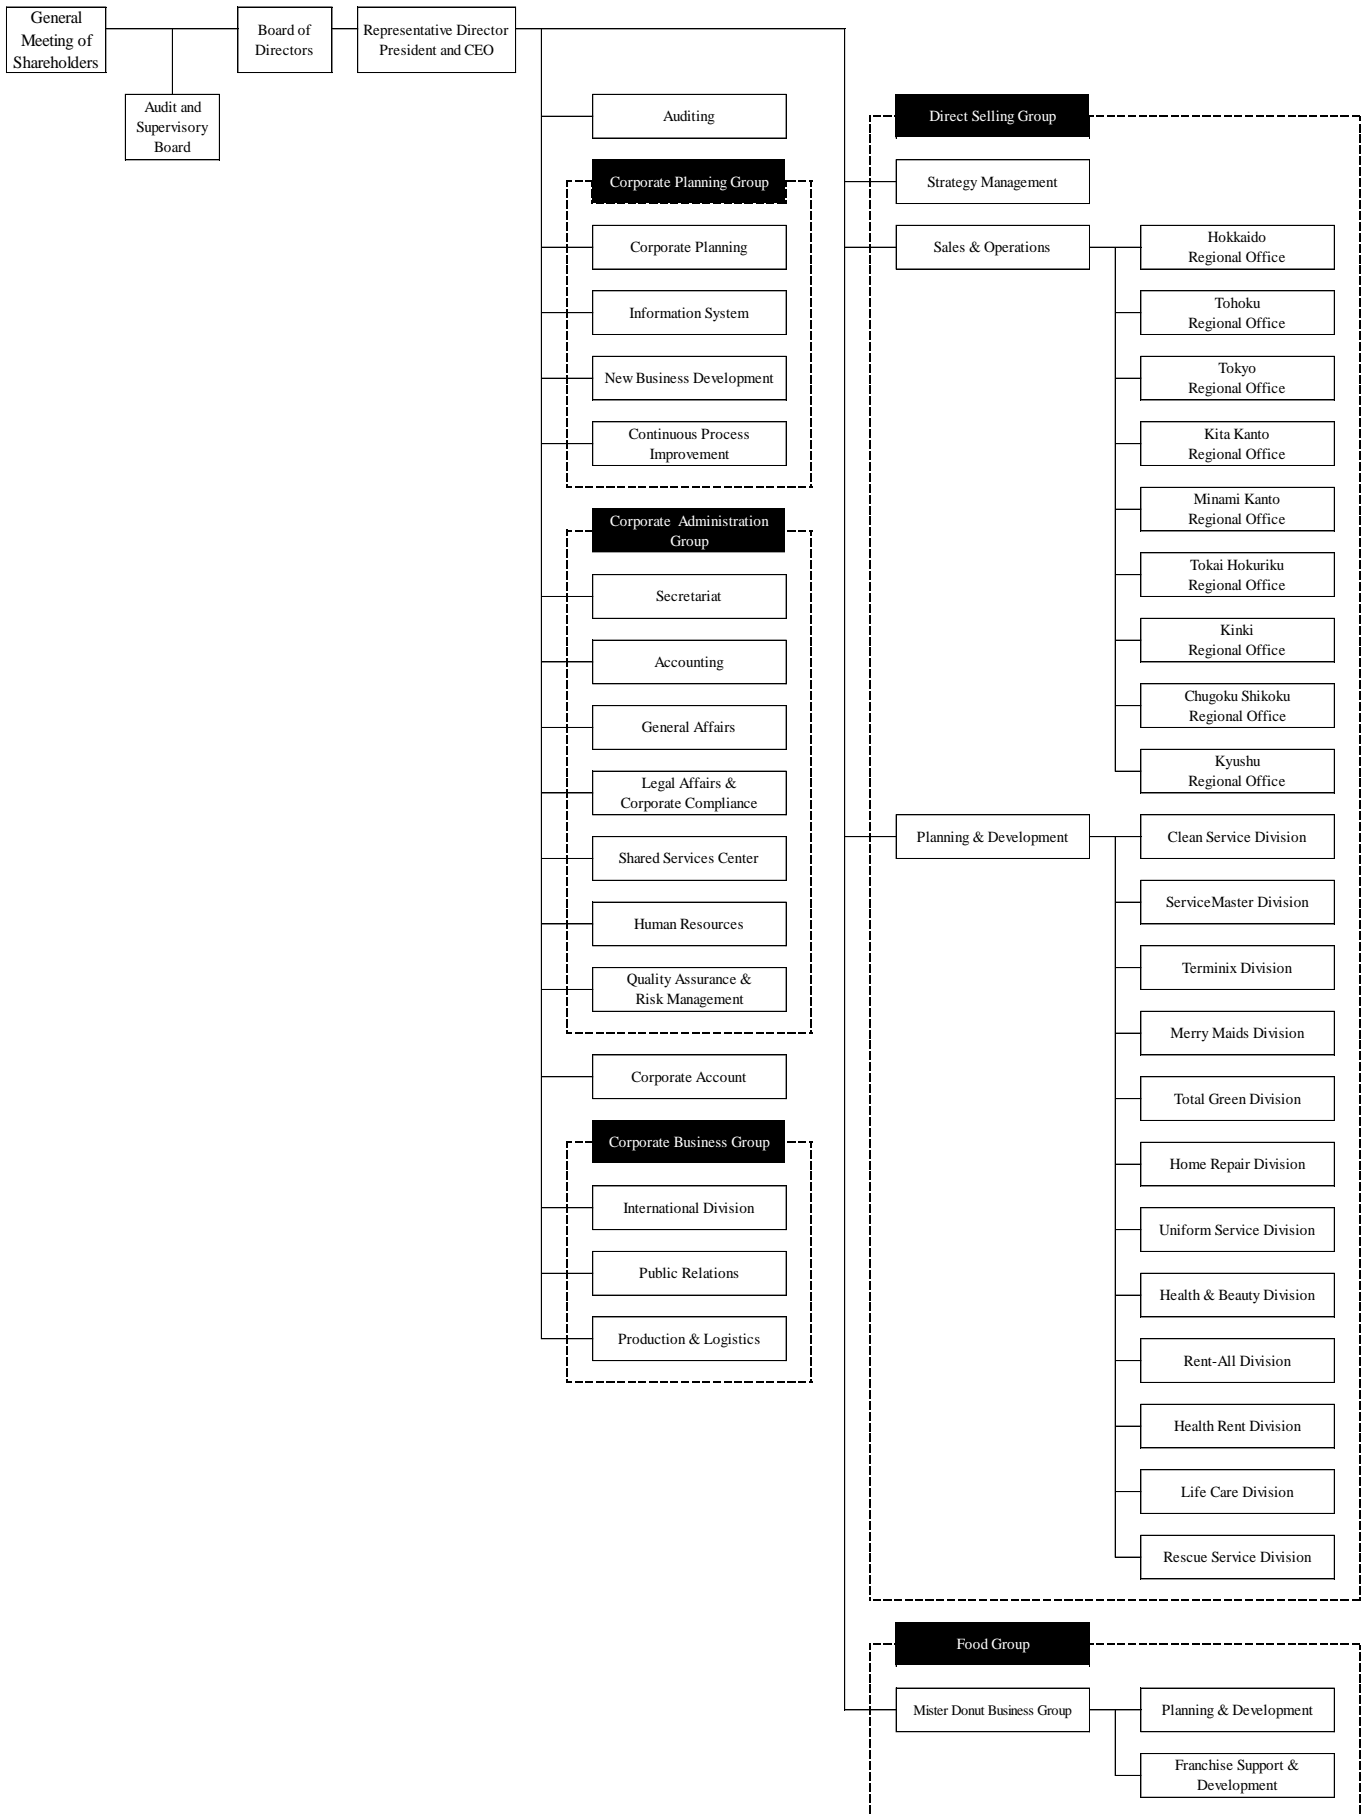 General
Meeting of
Shareholders
Board of
Directors
Representative Director
President and CEO
Audit and
Supervisory
Board
Auditing
Corporate Planning Group
Corporate Planning
Information System
New Business Development
Continuous Process
Improvement
Corporate Administration
Group
Secretariat
Accounting
General Affairs
Legal Affairs &
Corporate Compliance
Shared Services Center
Human Resources
Quality Assurance &
Risk Management
Corporate Account
Corporate Business Group
International Division
Public Relations
Production & Logistics
Direct Selling Group
Strategy Management
Sales & Operations
Hokkaido
Regional Office
Tohoku
Regional Office
Tokyo
Regional Office
Kita Kanto
Regional Office
Minami Kanto
Regional Office
Tokai Hokuriku
Regional Office
Kinki
Regional Office
Chugoku Shikoku
Regional Office
Kyushu
Regional Office
Planning & Development
Clean Service Division
ServiceMaster Division
Terminix Division
Merry Maids Division
Total Green Division
Home Repair Division
Uniform Service Division
Health & Beauty Division
Rent-All Division
Health Rent Division
Life Care Division
Rescue Service Division
Food Group
Mister Donut Business Group
Planning & Development
Franchise Support &
Development